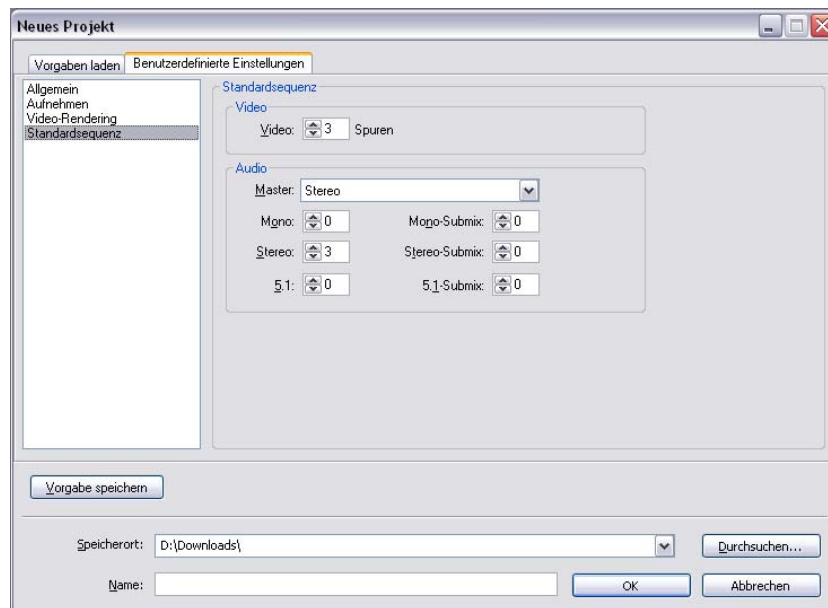 Neues Projekt
Vorgaben laden Benutzerdefinierte Einstellungen
Allgemein
Aufnehmen
Video-Rendering
Standardsequenz
Standardsequenz
Video
Video: 3 Spuren
Audio
Master: Stereo
Mono: 0 Mono-Submix: 0
Stereo: 3 Stereo-Submix: 0
5.1: 0 5.1-Submix: 0
Vorgabe speichern
Speicherort: D:\Downloads\ Durchsuchen...
Name: OK Abbrechen